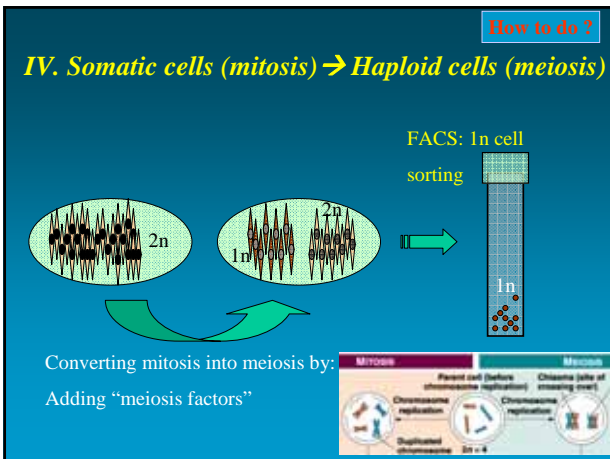 How to do ?
IV. Somatic cells (mitosis) → Haploid cells (meiosis)
FACS: 1n cell
sorting
2n
2n
1n
1n
Converting mitosis into meiosis by:
Adding "meiosis factors"
MITOSIS
MEIOSIS
Parent cell (before
chromosome replication)
Chiasma (site of
crossing over)
Chromosome
replication
Chromosome
replication
Duplicated
chromosome
2n = 4